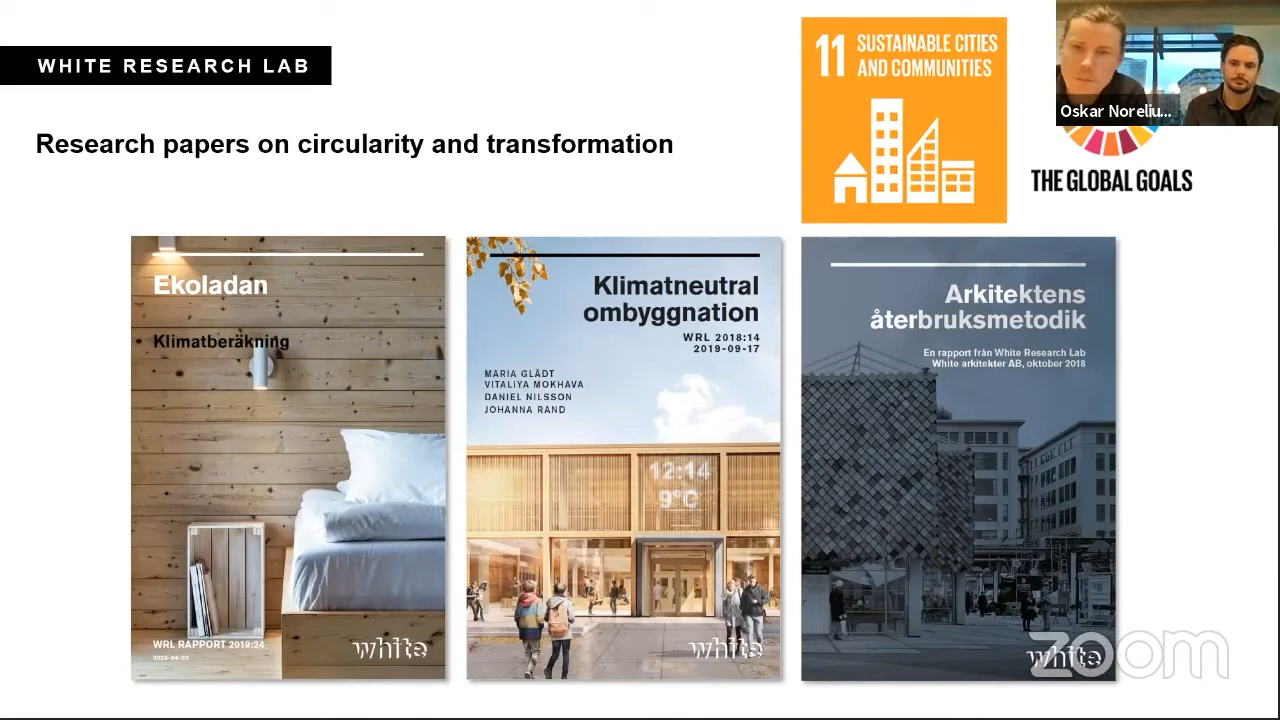 WHITE RESEARCH LAB
Research papers on circularity and transformation
11 SUSTAINABLE CITIES
AND COMMUNITIES
Oskar Noreliu...
THE GLOBAL GOALS
Ekoladan
Klimatberäkning
WRL RAPPORT 2019:24
2020-04-03
white
Klimatneutral
ombyggnation
WRL 2018:14
2019-09-17
MARIA GLÄDT
VITALIYA MOKHAVA
DANIEL NILSSON
JOHANNA RAND
12:14
9°C
white
Arkitektens
återbruksmetodik
En rapport från White Research Lab
White arkitekter AB, oktober 2018
white
zoom